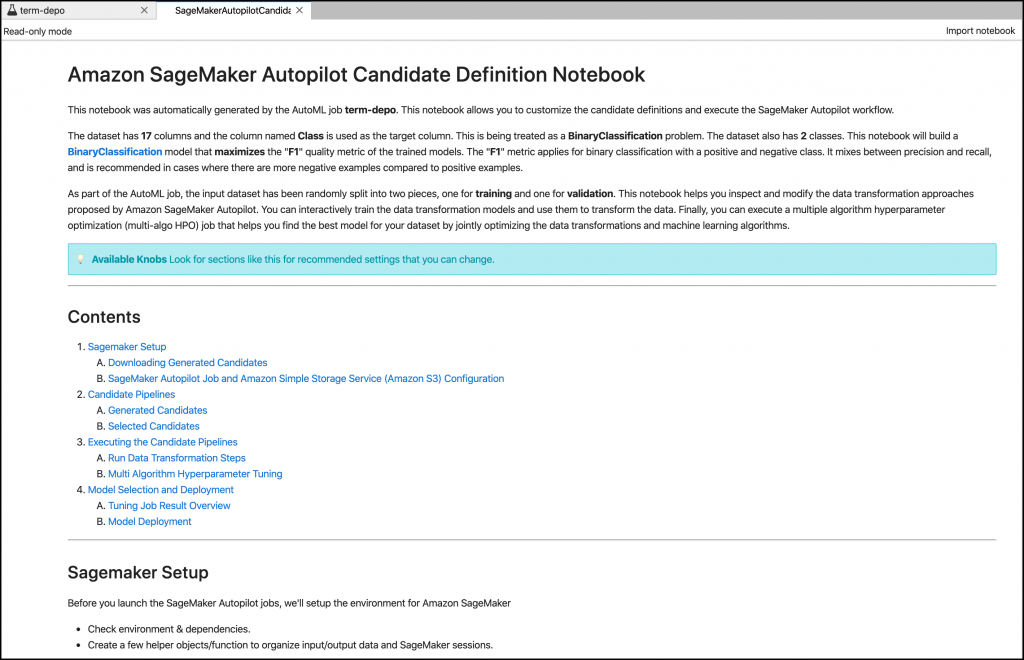 term-depo
SageMakerAutopilotCandida
Read-only mode
Import notebook
Amazon SageMaker Autopilot Candidate Definition Notebook
This notebook was automatically generated by the AutoML job term-depo. This notebook allows you to customize the candidate definitions and execute the SageMaker Autopilot workflow.
The dataset has 17 columns and the column named Class is used as the target column. This is being treated as a BinaryClassification problem. The dataset also has 2 classes. This notebook will build a
BinaryClassification model that maximizes the "F1" quality metric of the trained models. The "F1" metric applies for binary classification with a positive and negative class. It mixes between precision and recall,
and is recommended in cases where there are more negative examples compared to positive examples.
As part of the AutoML job, the input dataset has been randomly split into two pieces, one for training and one for validation. This notebook helps you inspect and modify the data transformation approaches
proposed by Amazon SageMaker Autopilot. You can interactively train the data transformation models and use them to transform the data. Finally, you can execute a multiple algorithm hyperparameter
optimization (multi-algo HPO) job that helps you find the best model for your dataset by jointly optimizing the data transformations and machine learning algorithms.
Available Knobs Look for sections like this for recommended settings that you can change.
Contents
1. Sagemaker Setup
A. Downloading Generated Candidates
B. SageMaker Autopilot Job and Amazon Simple Storage Service (Amazon S3) Configuration
2. Candidate Pipelines
A. Generated Candidates
B. Selected Candidates
3. Executing the Candidate Pipelines
A. Run Data Transformation Steps
B. Multi Algorithm Hyperparameter Tuning
4. Model Selection and Deployment
A. Tuning Job Result Overview
B. Model Deployment
Sagemaker Setup
Before you launch the SageMaker Autopilot jobs, we'll setup the environment for Amazon SageMaker
• Check environment & dependencies.
• Create a few helper objects/function to organize input/output data and SageMaker sessions.